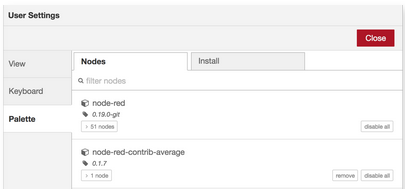 User Settings
Close
View
Keyboard
Palette
Nodes
Install
filter nodes
node-red
0.19.0-git
› 51 nodes
disable all
node-red-contrib-average
0.1.7
› 1 node
remove
disable all